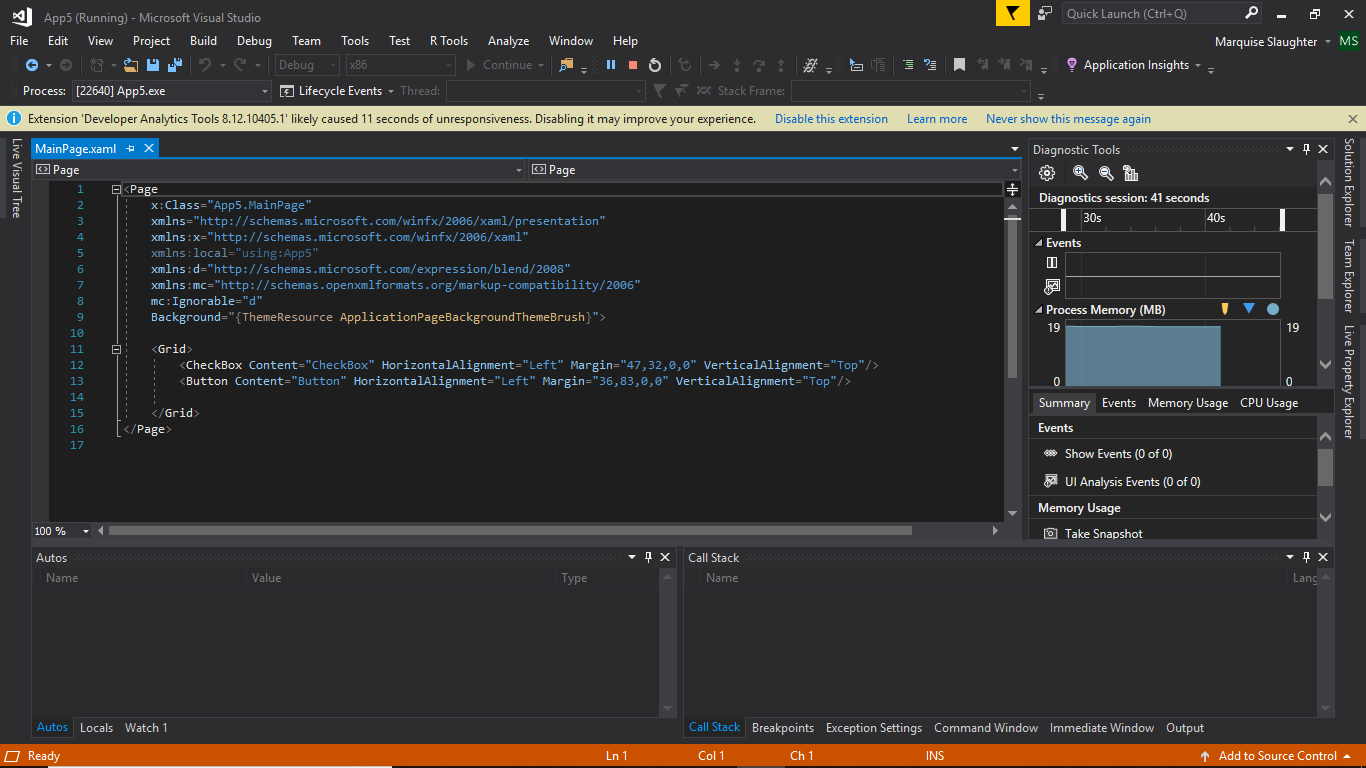 App5 (Running) - Microsoft Visual Studio
Quick Launch (Ctrl+Q)
File Edit View Project Build Debug Team Tools Test R Tools Analyze Window Help
Marquise Slaughter MS
Debug x86 Continue Application Insights
Process: [22640] App5.exe Lifecycle Events Thread: Stack Frame:
Extension 'Developer Analytics Tools 8.12.10405.1' likely caused 11 seconds of unresponsiveness. Disabling it may improve your experience. Disable this extension Learn more Never show this message again
Live Visual Tree
MainPage.xaml
Page Page
1 <Page
2 x:Class="App5.MainPage"
3 xmlns="http://schemas.microsoft.com/winfx/2006/xaml/presentation"
4 xmlns:x="http://schemas.microsoft.com/winfx/2006/xaml"
5 xmlns:local="using:App5"
6 xmlns:d="http://schemas.microsoft.com/expression/blend/2008"
7 xmlns:mc="http://schemas.openxmlformats.org/markup-compatibility/2006"
8 mc:Ignorable="d"
9 Background="{ThemeResource ApplicationPageBackgroundThemeBrush}">
10
11 <Grid>
12 <CheckBox Content="CheckBox" HorizontalAlignment="Left" Margin="47,32,0,0" VerticalAlignment="Top"/>
13 <Button Content="Button" HorizontalAlignment="Left" Margin="36,83,0,0" VerticalAlignment="Top"/>
14
15 </Grid>
16 </Page>
17
100 %
Diagnostic Tools
Diagnostics session: 41 seconds
30s 40s
Events
Process Memory (MB)
19 19
0 0
Summary Events Memory Usage CPU Usage
Events
Show Events (0 of 0)
UI Analysis Events (0 of 0)
Memory Usage
Take Snapshot
Solution Explorer
Team Explorer
Live Property Explorer
Autos
Name Value Type
Autos Locals Watch 1
Call Stack
Name Lang
Call Stack Breakpoints Exception Settings Command Window Immediate Window Output
Ready Ln 1 Col 1 Ch 1 INS Add to Source Control